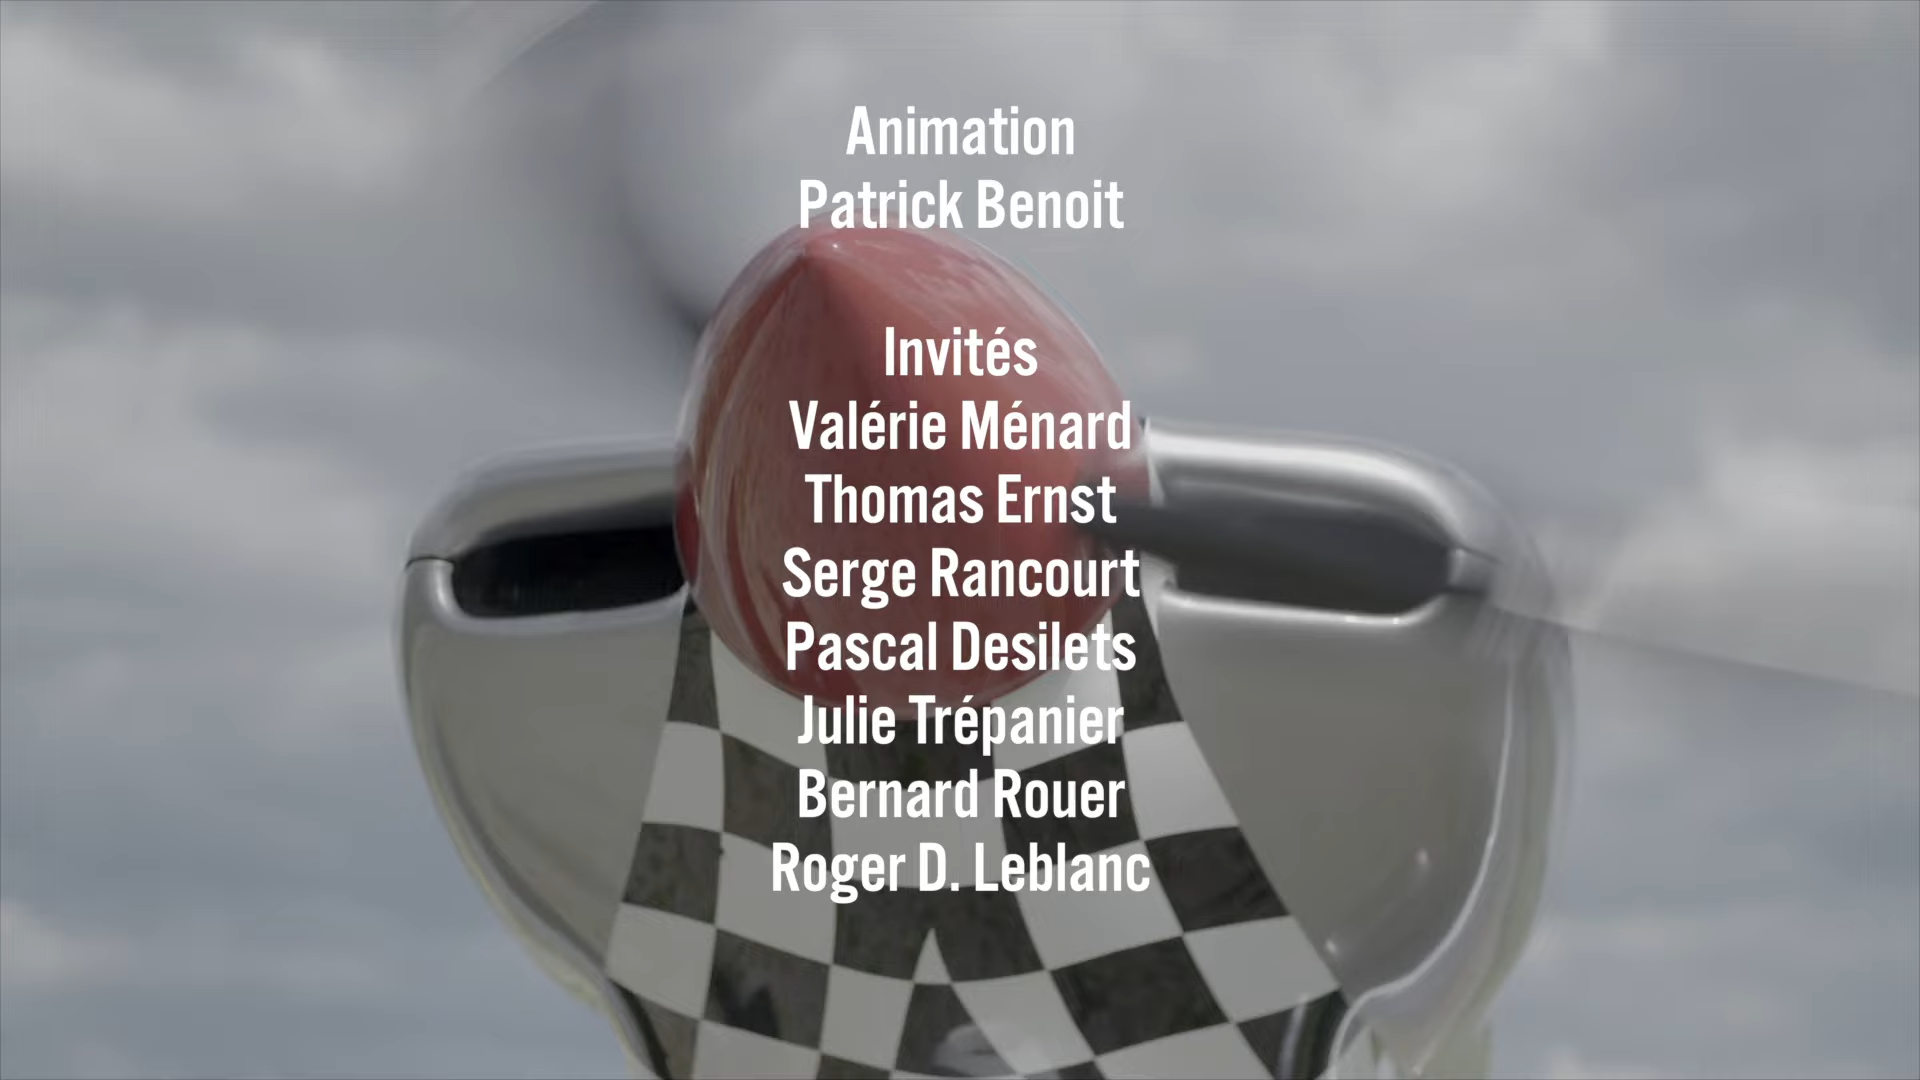 Animation
Patrick Benoit
Invités
Valérie Ménard
Thomas Ernst
Serge Rancourt
Pascal Desilets
Julie Trépanier
Bernard Rouer
Roger D. Leblanc